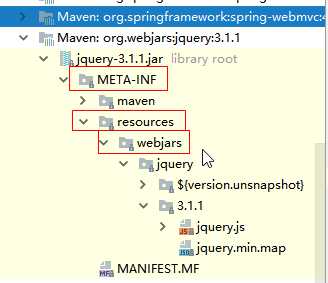 Maven: org.springframework:spring-webmvc:4
Maven: org.webjars:jquery:3.1.1
jquery-3.1.1.jar library root
META-INF
maven
resources
webjars
jquery
${version.unsnapshot}
3.1.1
jquery.js
jquery.min.map
MANIFEST.MF